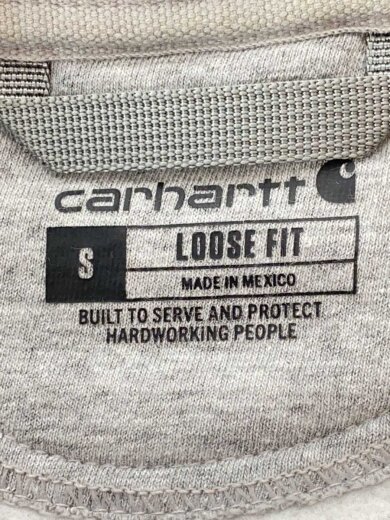 carhartt
S LOOSE FIT
MADE IN MEXICO
BUILT TO SERVE AND PROTECT
HARDWORKING PEOPLE